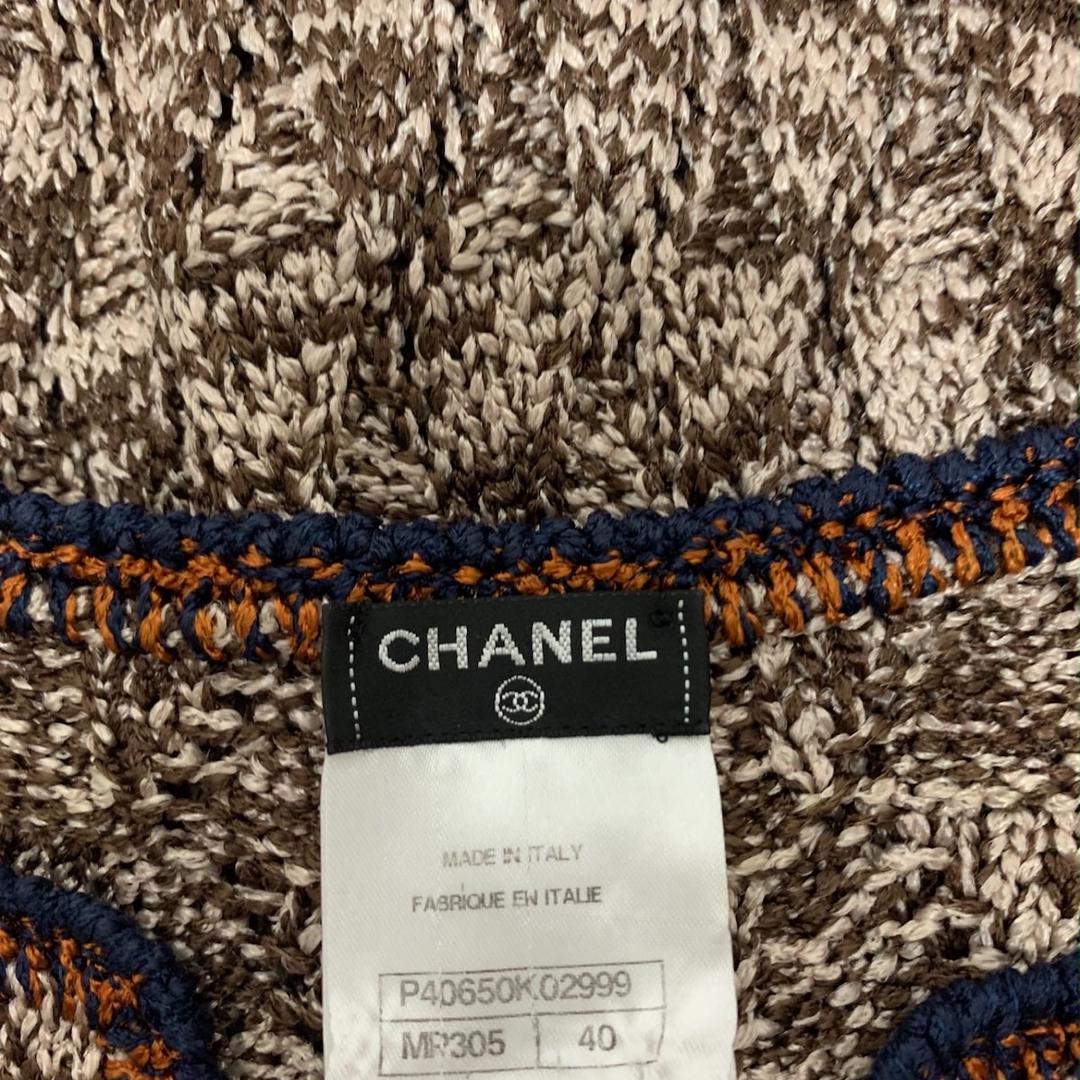 CHANEL
MADE IN ITALY
FABRIQUE EN ITALIE
P40650K02999
MR305 40